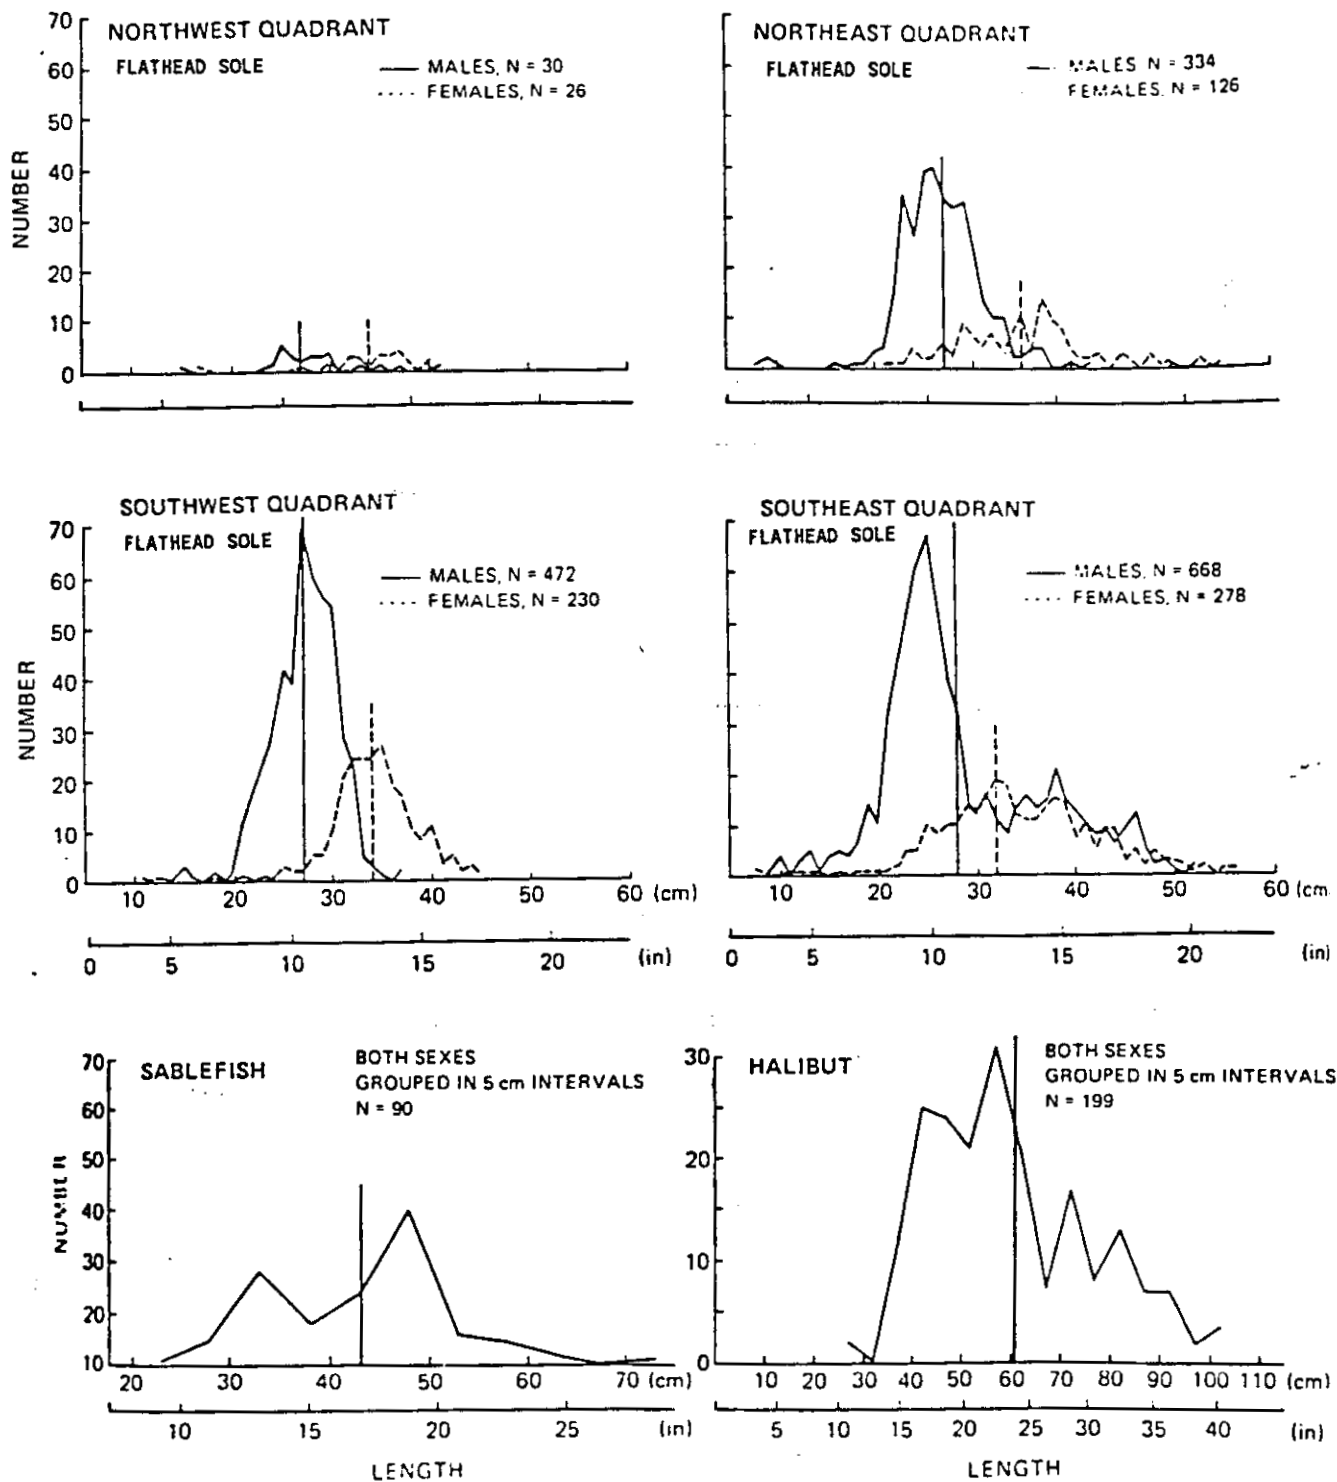 NORTHWEST QUADRANT
FLATHEAD SOLE
MALES, N = 30
FEMALES, N = 26
70
60
50
40
30
20
10
0
NUMBER
NORTHEAST QUADRANT
FLATHEAD SOLE
MALES N = 334
FEMALES, N = 126
SOUTHWEST QUADRANT
FLATHEAD SOLE
MALES, N = 472
FEMALES, N = 230
70
60
50
40
30
20
10
0
NUMBER
10 20 30 40 50 60 (cm)
0 5 10 15 20 (in)
SOUTHEAST QUADRANT
FLATHEAD SOLE
MALES, N = 668
FEMALES, N = 278
10 20 30 40 50 60 (cm
0 5 10 15 20 (in)
SABLEFISH
BOTH SEXES
GROUPED IN 5 cm INTERVALS
N = 90
70
60
50
40
30
20
10
NUMBER
20 30 40 50 60 70 (cm)
10 15 20 25 (in)
LENGTH
HALIBUT
BOTH SEXES
GROUPED IN 5 cm INTERVALS
N = 199
30
20
10
0
10 20 30 40 50 60 70 80 90 100 110 (cm)
5 10 15 20 25 30 35 40 (in)
LENGTH